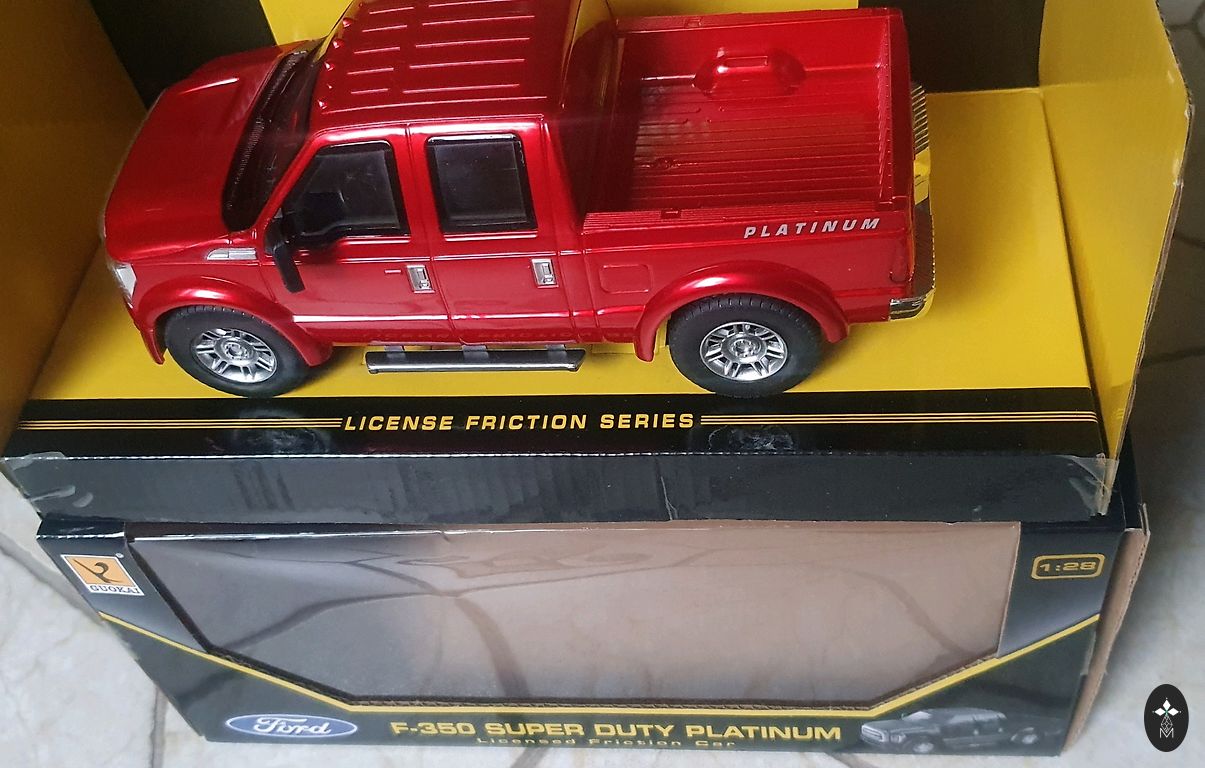 PLATINUM
LICENSE FRICTION SERIES
GUOKAI
1:28
Ford
F-350 SUPER DUTY PLATINUM
Licensed Friction Car